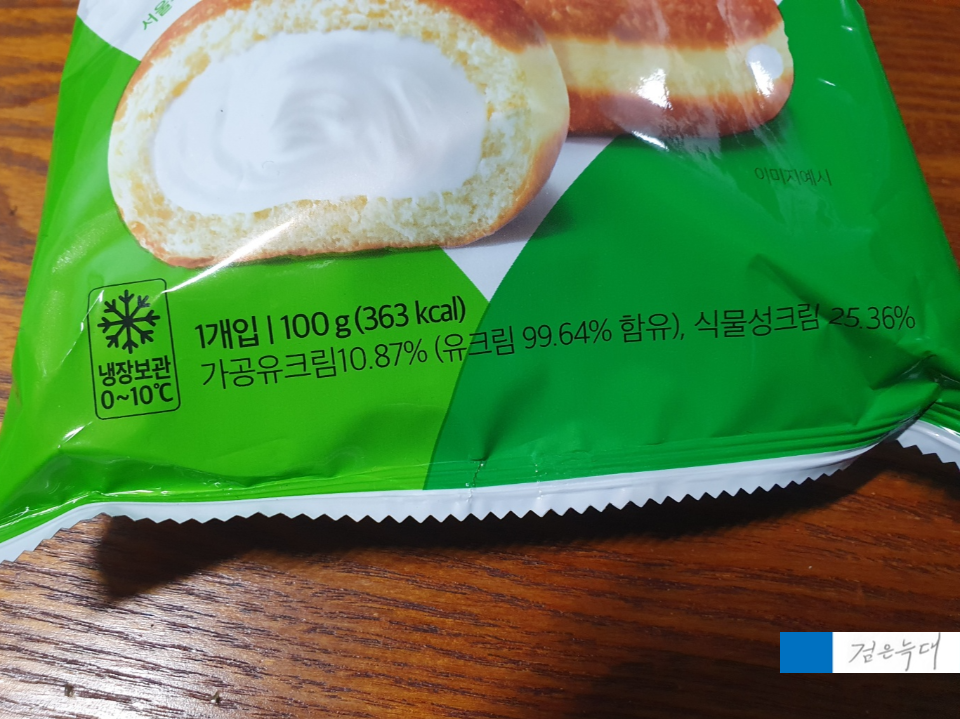 서울
이미지예시
냉장보관
0~10℃
1개입 | 100 g (363 kcal)
가공유크림10.87% (유크림 99.64% 함유), 식물성크림 25.36%
검은늑대